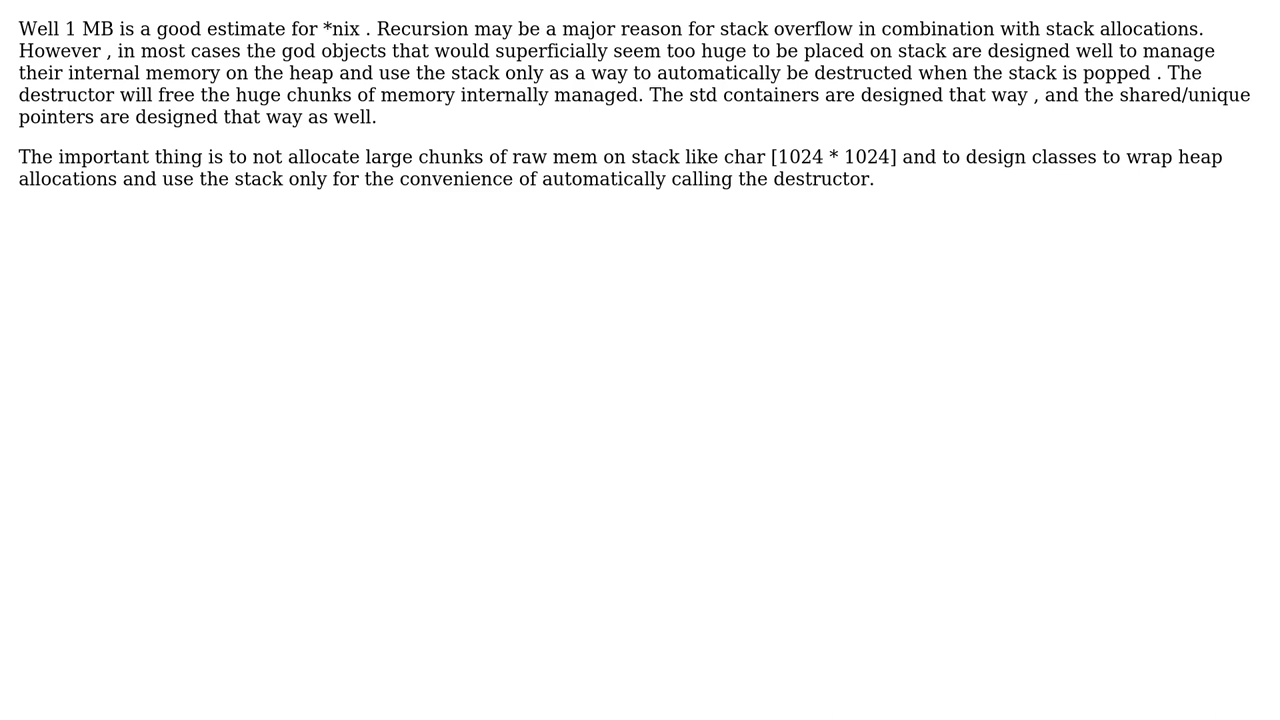 Well 1 MB is a good estimate for *nix . Recursion may be a major reason for stack overflow in combination with stack allocations.
However , in most cases the god objects that would superficially seem too huge to be placed on stack are designed well to manage
their internal memory on the heap and use the stack only as a way to automatically be destructed when the stack is popped . The
destructor will free the huge chunks of memory internally managed. The std containers are designed that way , and the shared/unique
pointers are designed that way as well.
The important thing is to not allocate large chunks of raw mem on stack like char [1024 * 1024] and to design classes to wrap heap
allocations and use the stack only for the convenience of automatically calling the destructor.